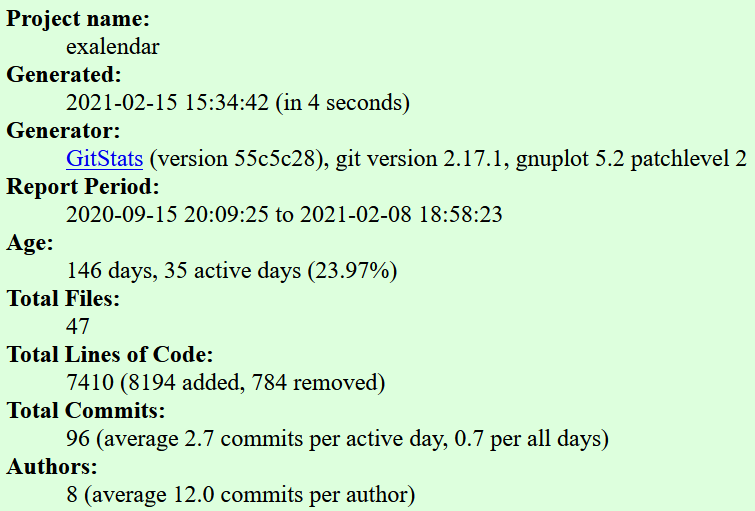 Project name:
exalendar
Generated:
2021-02-15 15:34:42 (in 4 seconds)
Generator:
GitStats (version 55c5c28), git version 2.17.1, gnuplot 5.2 patchlevel 2
Report Period:
2020-09-15 20:09:25 to 2021-02-08 18:58:23
Age:
146 days, 35 active days (23.97%)
Total Files:
47
Total Lines of Code:
7410 (8194 added, 784 removed)
Total Commits:
96 (average 2.7 commits per active day, 0.7 per all days)
Authors:
8 (average 12.0 commits per author)